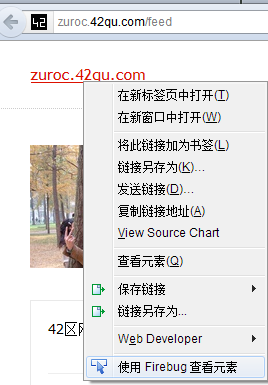 42 zuroc.42qu.com/feed
zuroc.42qu.com
在新标签页中打开(T)
在新窗口中打开(W)
将此链接加为书签(L)
链接另存为(K)...
发送链接(D)...
复制链接地址(A)
View Source Chart
查看元素(Q)
保存链接
链接另存为...
42区网
Web Developer
使用 Firebug 查看元素